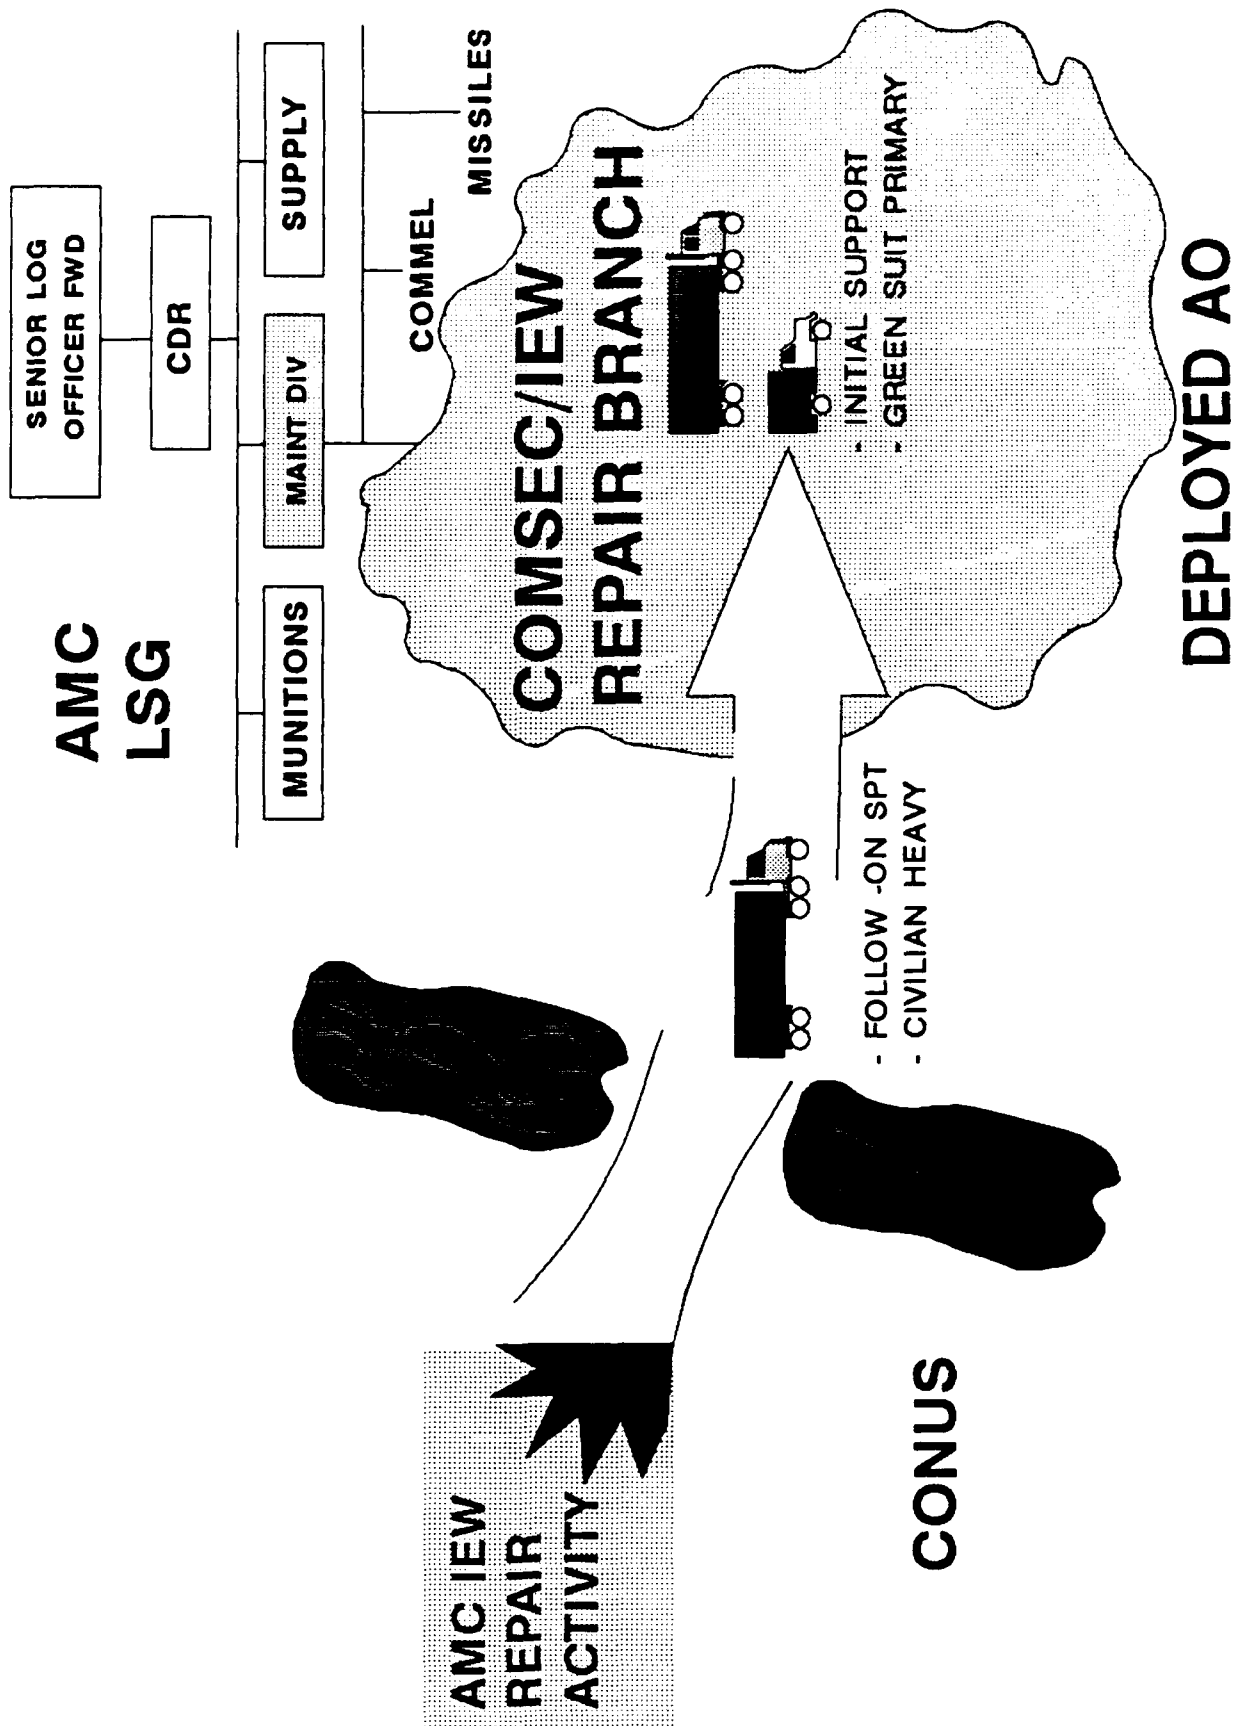 AMC
LSG
SENIOR LOG
OFFICER FWD
CDR
MUNITIONS
MAINT DIV
SUPPLY
COMMEL
MISSILES
COMSEC/IEW
REPAIR BRANCH
- INITIAL SUPPORT
- GREEN SUIT PRIMARY
DEPLOYED AO
- FOLLOW -ON SPT
- CIVILIAN HEAVY
AMC IEW
REPAIR
ACTIVITY
CONUS